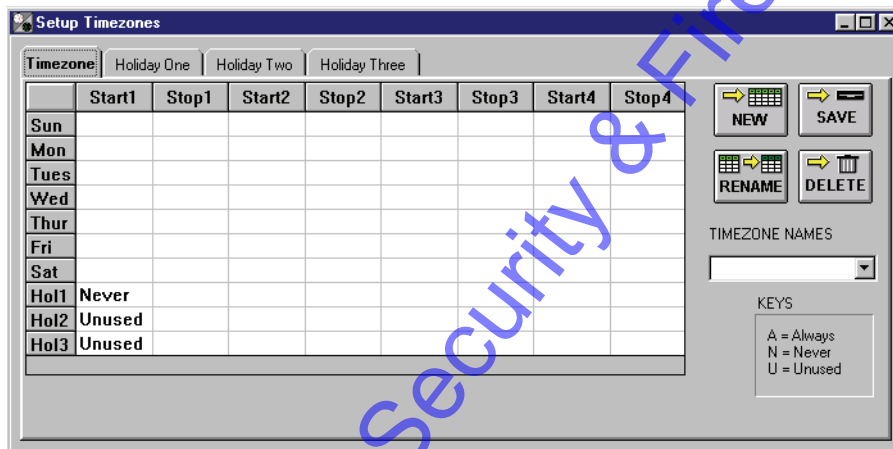 Setup Timezones
Timezone Holiday One Holiday Two Holiday Three
Start1 Stop1 Start2 Stop2 Start3 Stop3 Start4 Stop4
Sun
Mon
Tues
Wed
Thur
Fri
Sat
Hol1 Never
Hol2 Unused
Hol3 Unused
NEW SAVE
RENAME DELETE
TIMEZONE NAMES
KEYS
A = Always
N = Never
U = Unused
Security & Fire